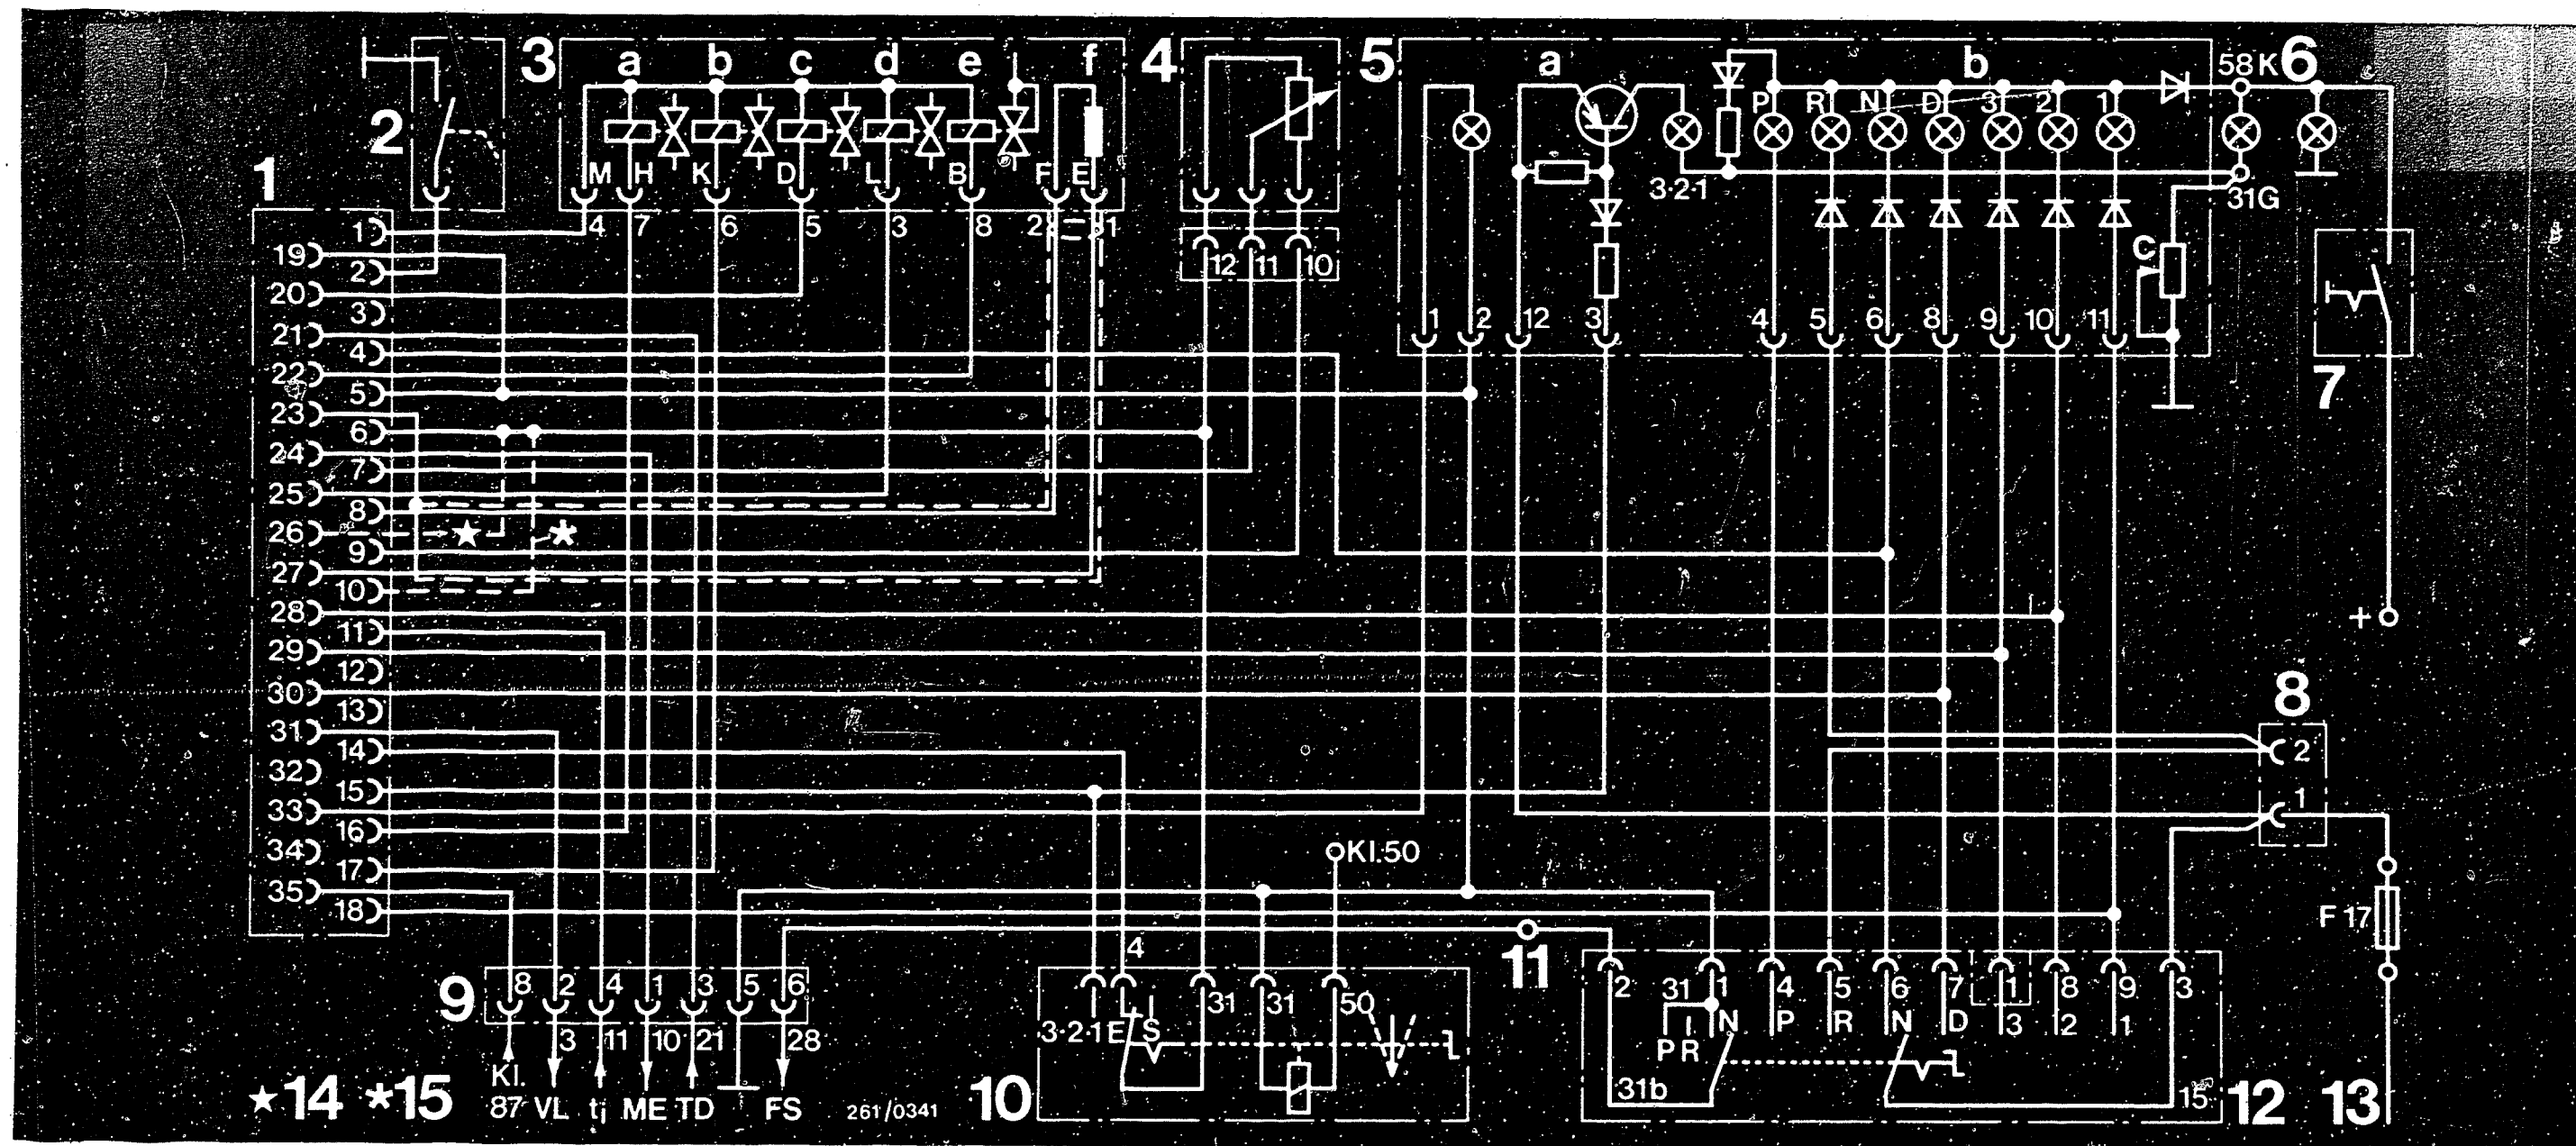 3 a b c d e f 4 5 a b 58K 6
2
P R N D 3 2 1
M H K D L B F E
3·2·1
31G
1
4 7 6 5 3 8 2 1
12 11 10
c
1 2 12 3 4 5 6 8 9 10 11
7
1
19
2
20
3
21
4
22
5
23
6
24
7
25
8
26 ★ *
9
27
10
28
11
29
12
30
13
31
14
32
15
33
16
34
17
35
18
+
8
2
1
Kl.50
F 17
11
9 8 2 4 1 3 5 6
4
31 31 50
3·2·1 E S
2 31 1 4 5 6 7 1 8 9 3
P R N P R N D 3 2 1
3 11 10 21 28
Kl.
87 VL tj ME TD FS
261/0341
31b 15
★14 *15 10 12 13